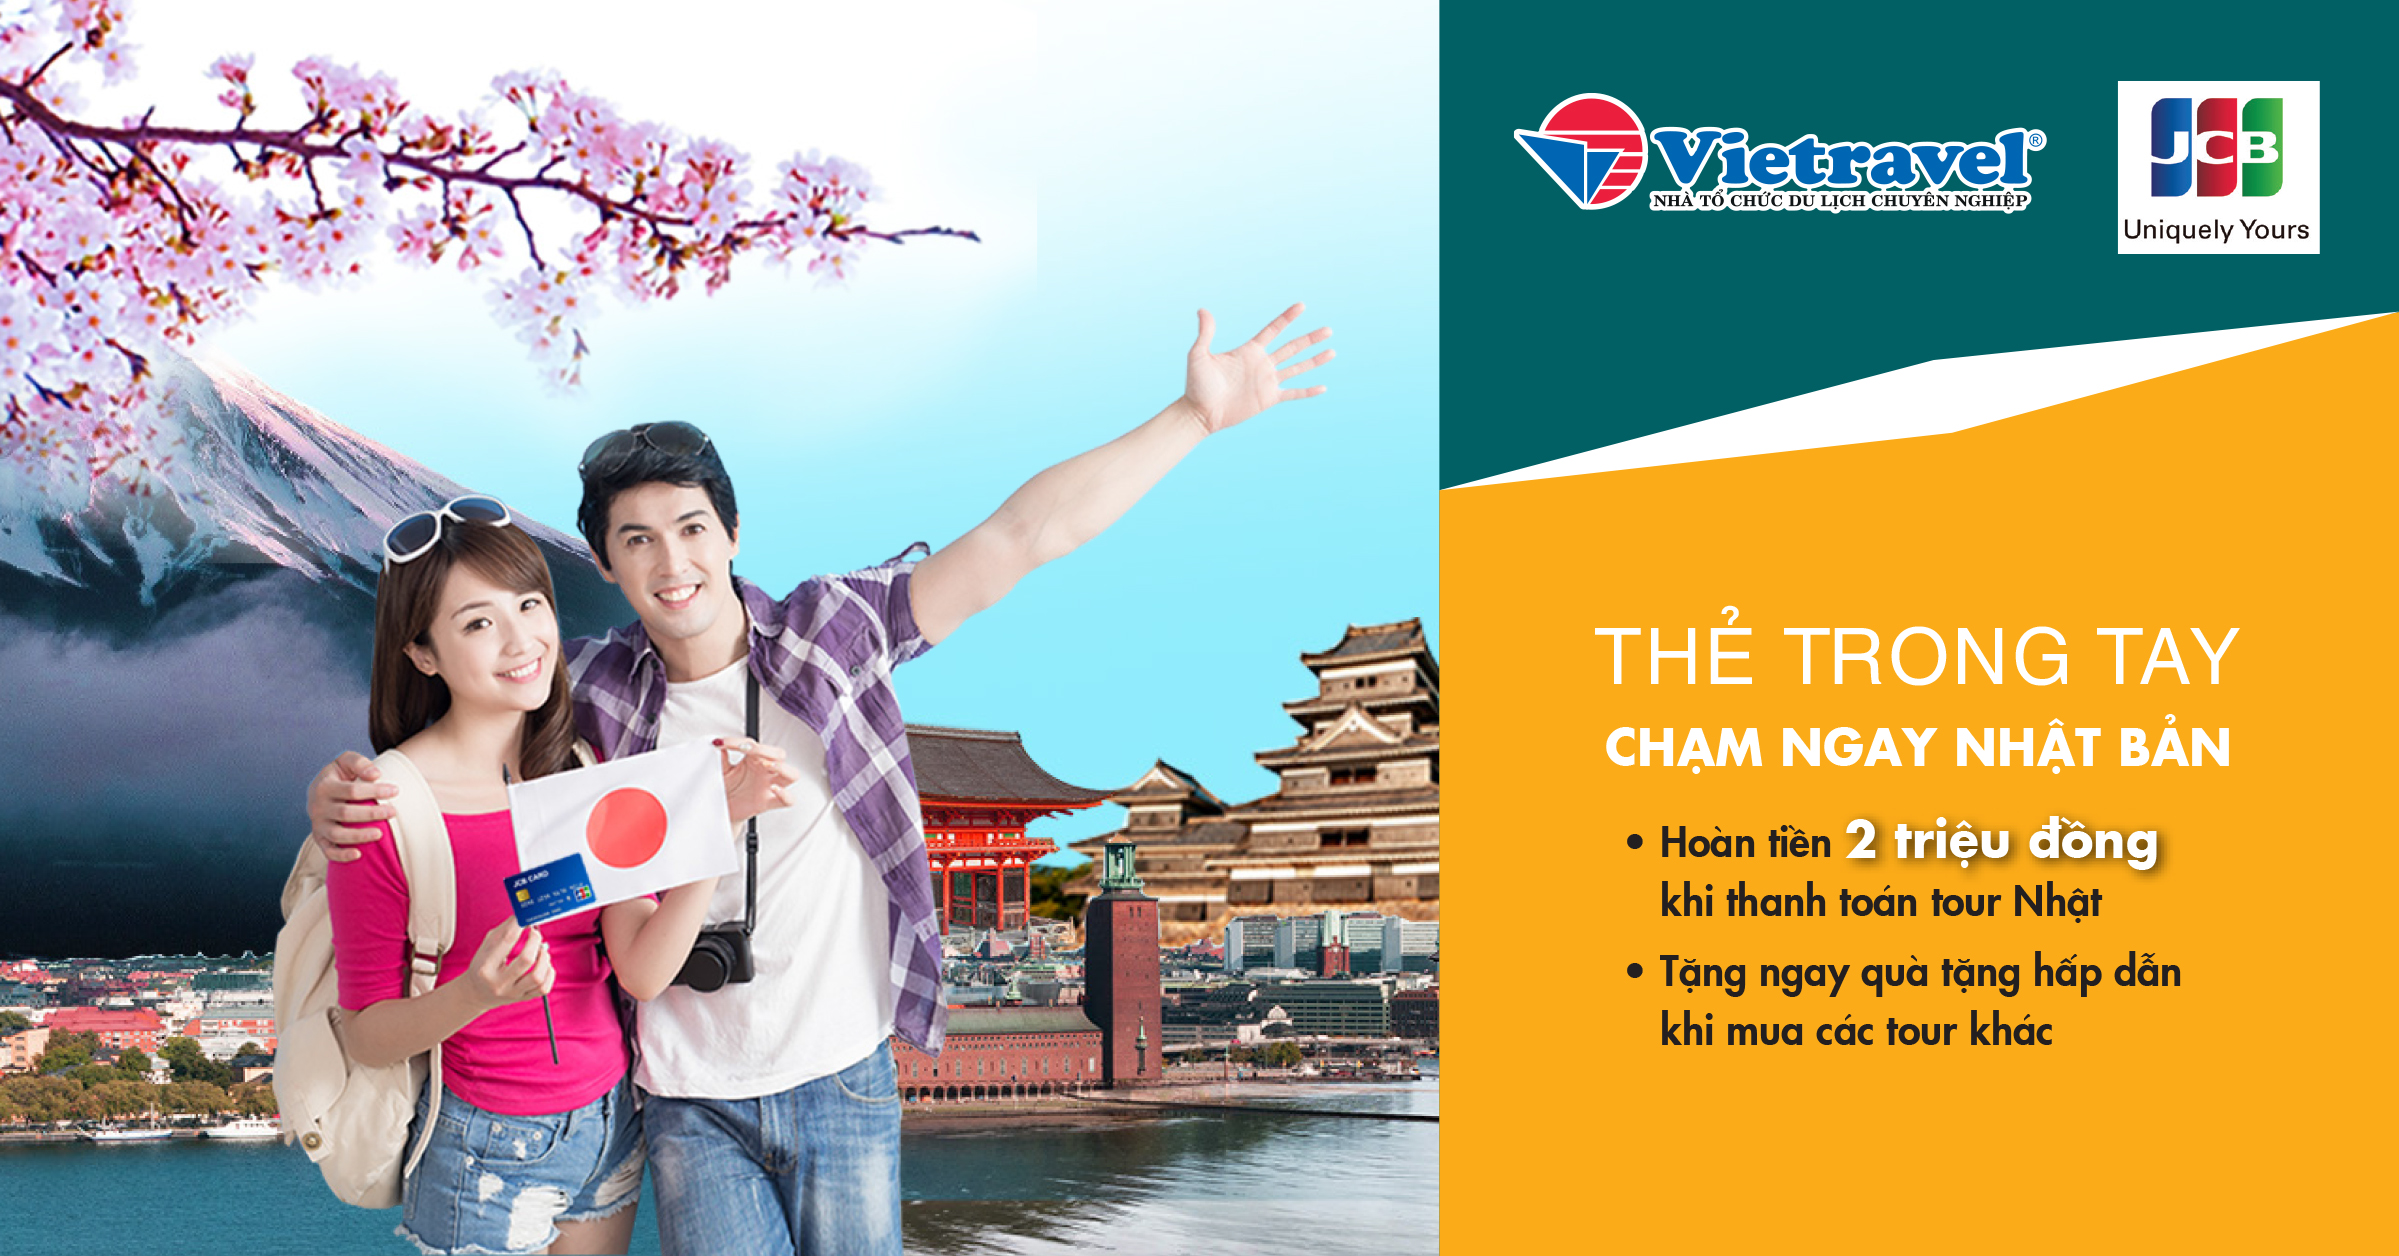 Vietravel®
NHÀ TỔ CHỨC DU LỊCH CHUYÊN NGHIỆP
JCB
Uniquely Yours
THẺ TRONG TAY
CHẠM NGAY NHẬT BẢN
• Hoàn tiền 2 triệu đồng
khi thanh toán tour Nhật
• Tặng ngay quà tặng hấp dẫn
khi mua các tour khác
JCB CARD